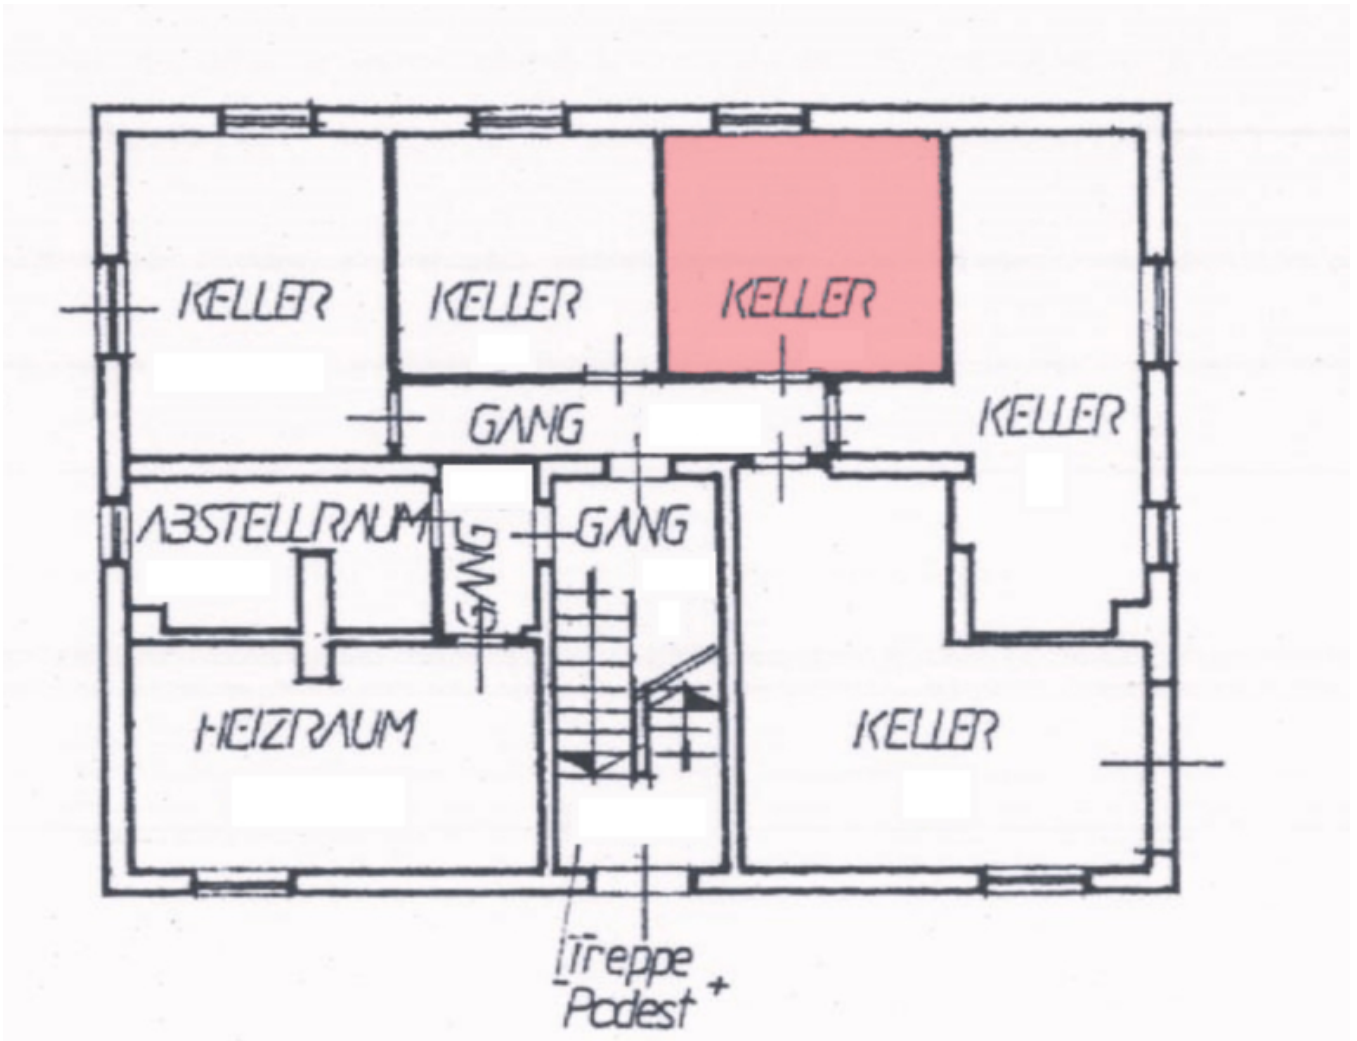 KELLER
KELLER
KELLER
KELLER
GANG
ABSTELLRAUM
GANG
GANG
HEIZRAUM
KELLER
Treppe +
Podest